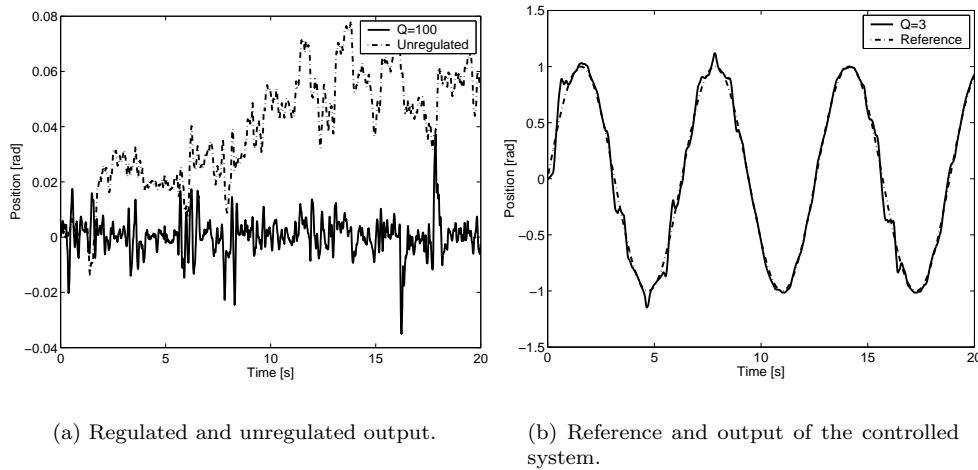 0.08
0.06
0.04
0.02
0
−0.02
−0.04
Position [rad]
Q=100
Unregulated
0 5 10 15 20
Time [s]
1.5
1
0.5
0
−0.5
−1
−1.5
Position [rad]
Q=3
Reference
0 5 10 15 20
Time [s]
(a) Regulated and unregulated output.
(b) Reference and output of the controlled
system.